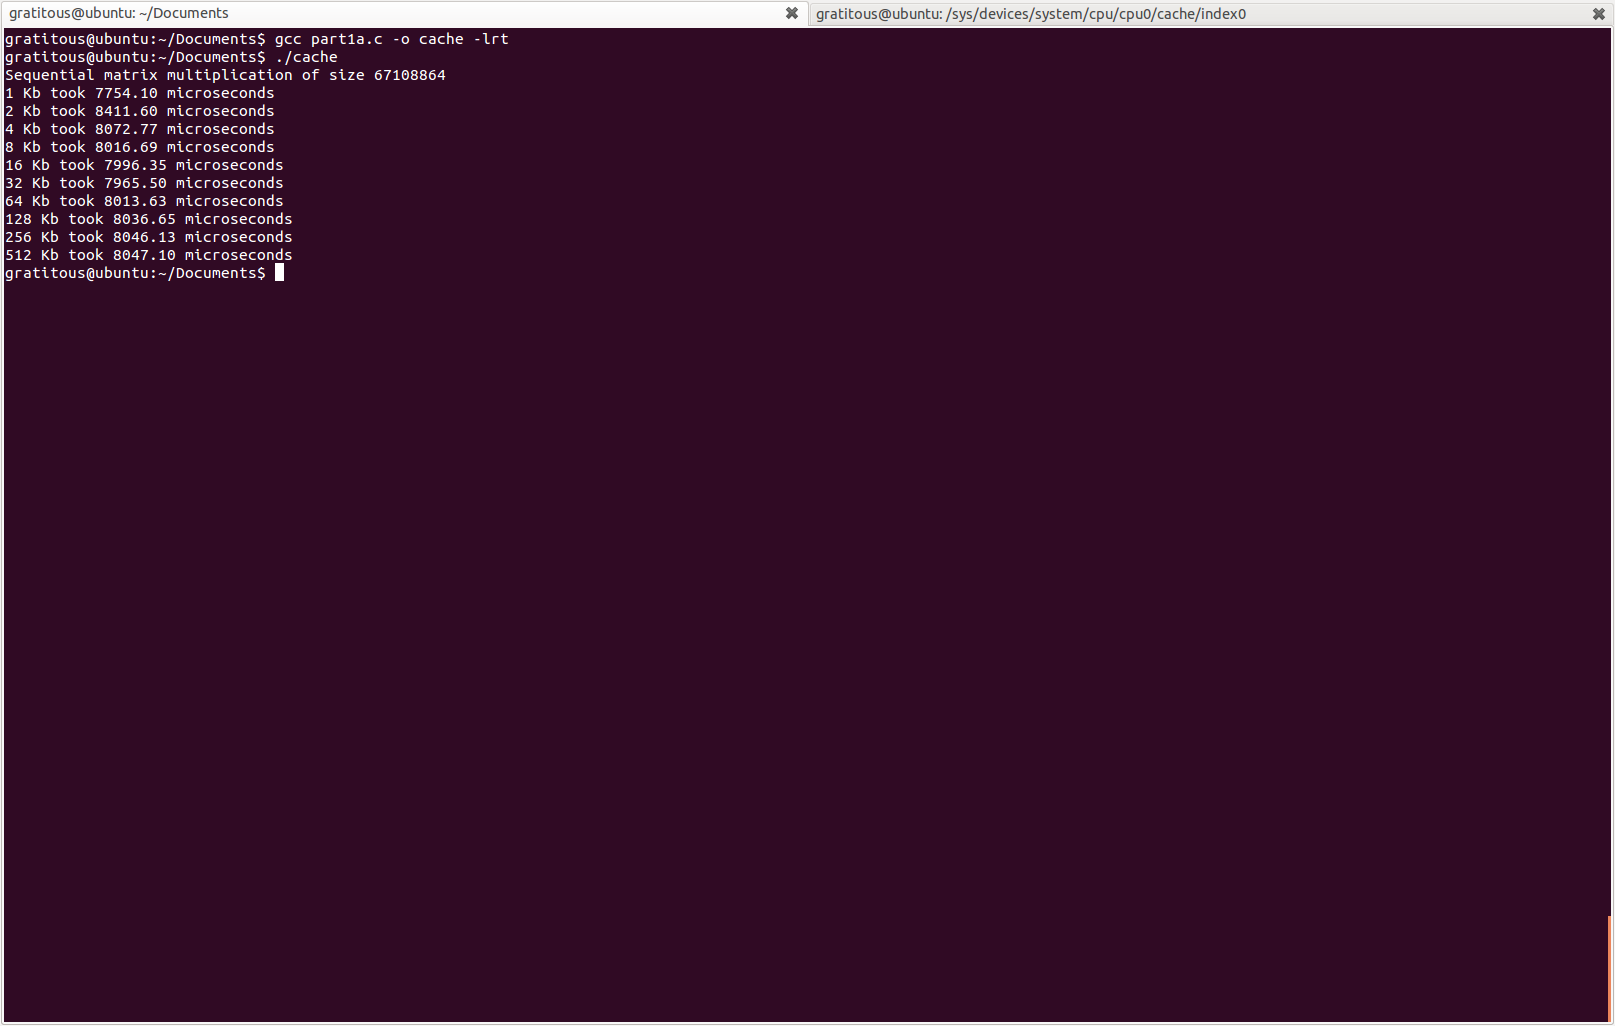 gratitous@ubuntu: ~/Documents
gratitous@ubuntu: /sys/devices/system/cpu/cpu0/cache/index0
gratitous@ubuntu:~/Documents$ gcc part1a.c -o cache -lrt
gratitous@ubuntu:~/Documents$ ./cache
Sequential matrix multiplication of size 67108864
1 Kb took 7754.10 microseconds
2 Kb took 8411.60 microseconds
4 Kb took 8072.77 microseconds
8 Kb took 8016.69 microseconds
16 Kb took 7996.35 microseconds
32 Kb took 7965.50 microseconds
64 Kb took 8013.63 microseconds
128 Kb took 8036.65 microseconds
256 Kb took 8046.13 microseconds
512 Kb took 8047.10 microseconds
gratitous@ubuntu:~/Documents$